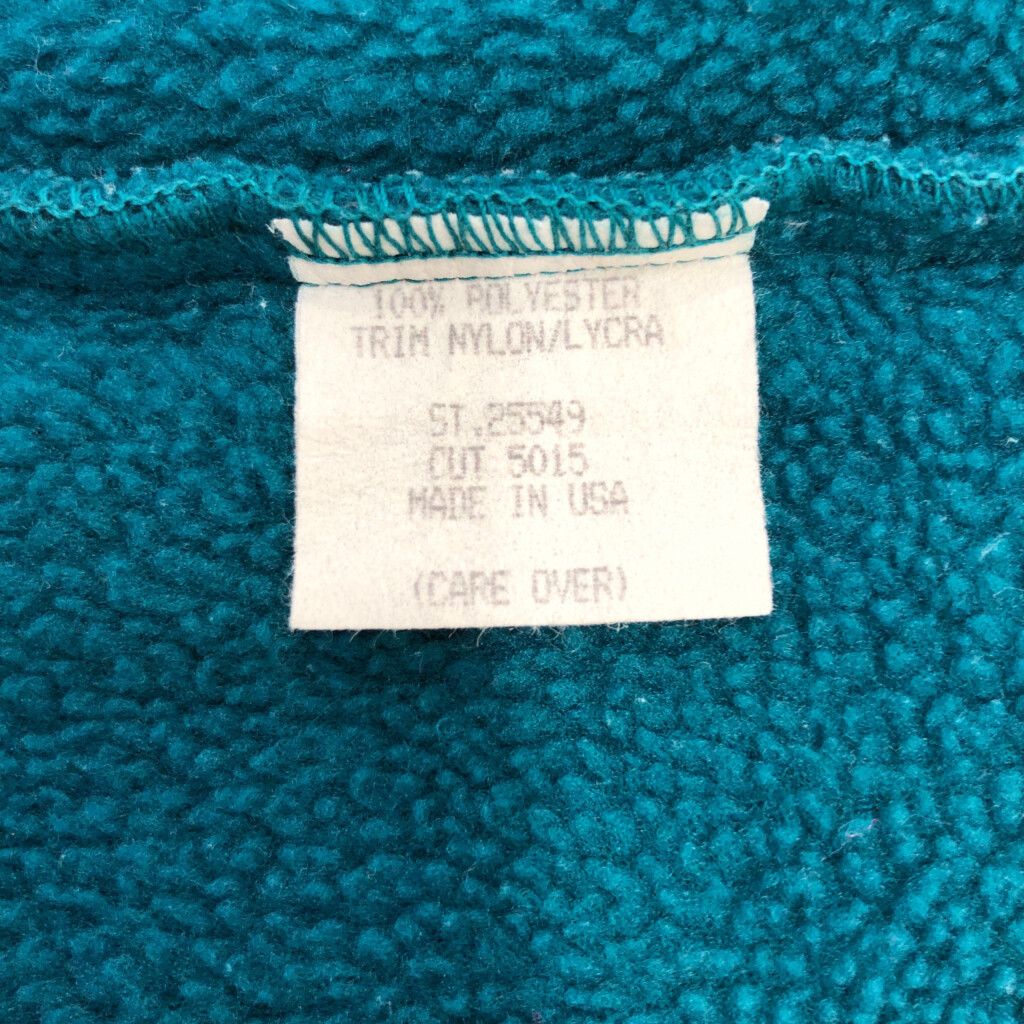 100% POLYESTER
TRIM NYLON/LYCRA
ST.25549
CUT 5015
MADE IN USA
(CARE OVER)